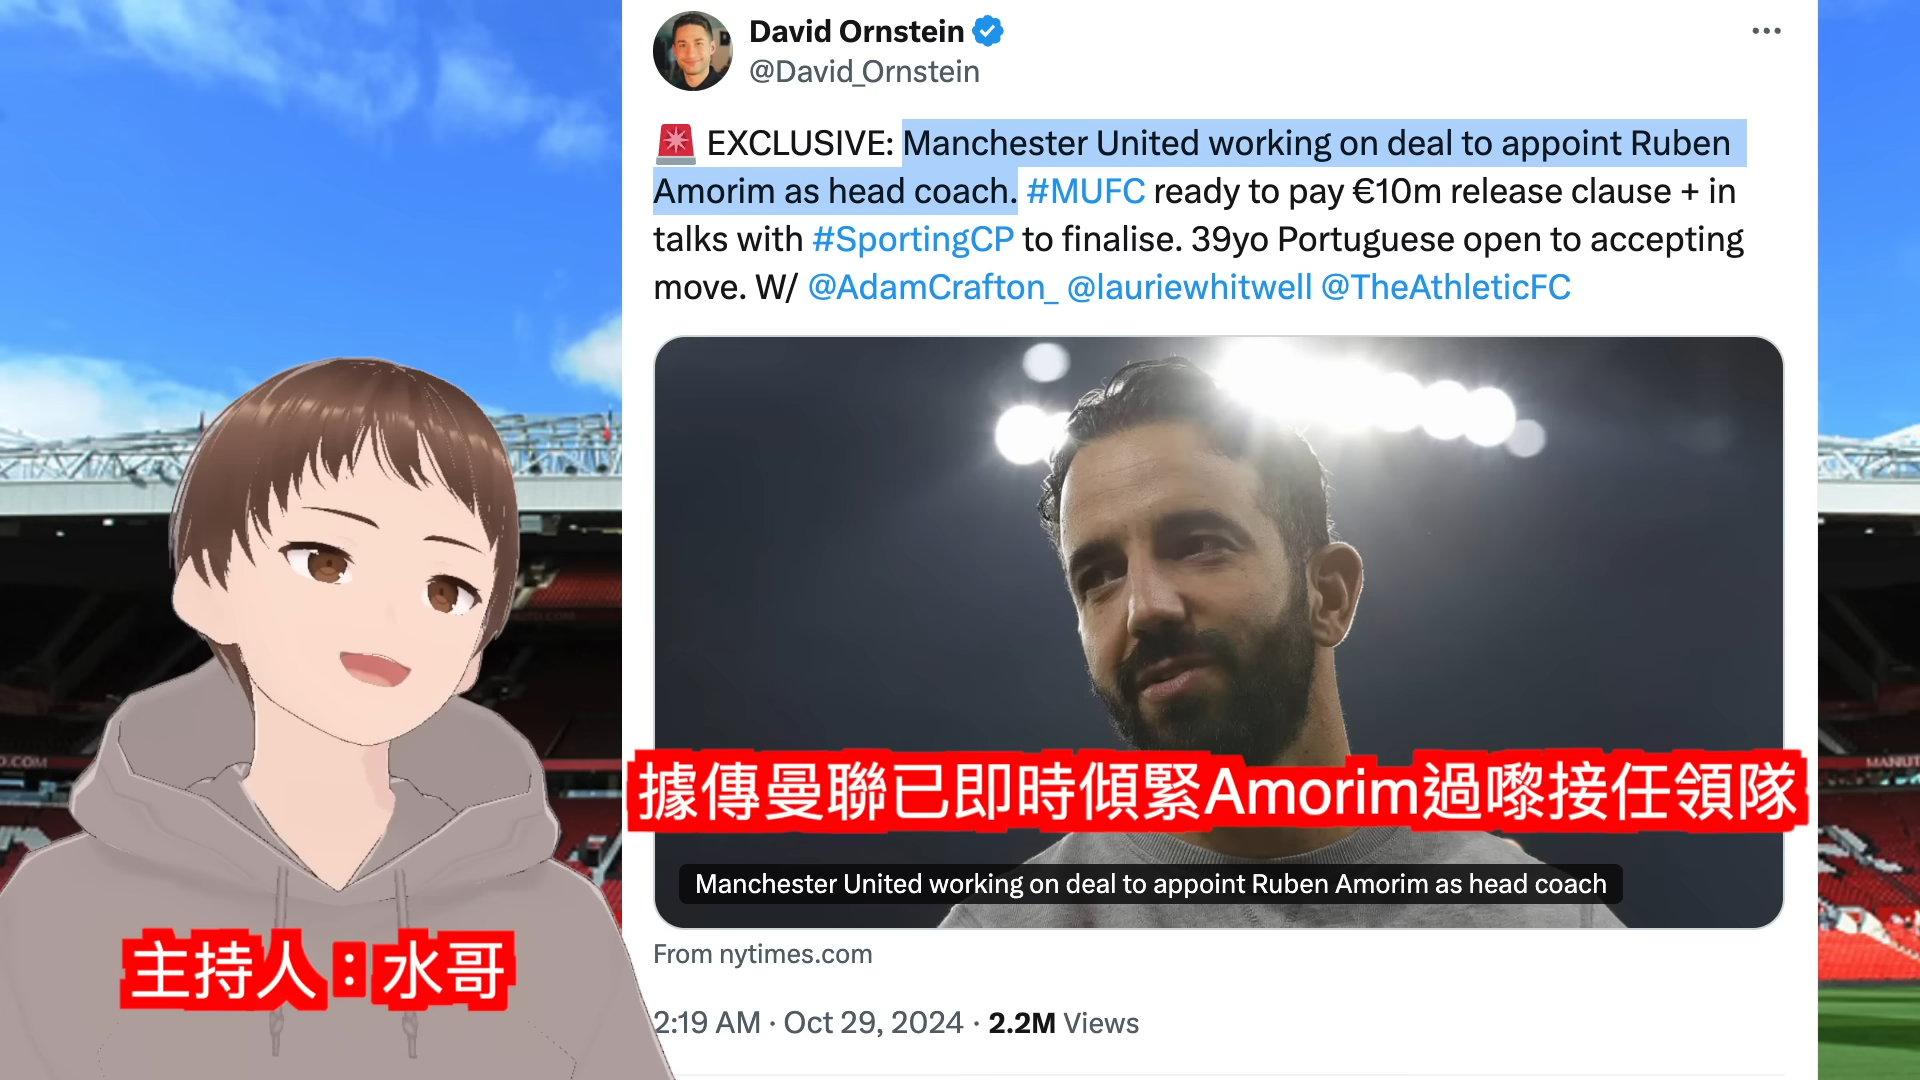 David Ornstein
@David_Ornstein
🚨 EXCLUSIVE: Manchester United working on deal to appoint Ruben
Amorim as head coach. #MUFC ready to pay €10m release clause + in
talks with #SportingCP to finalise. 39yo Portuguese open to accepting
move. W/ @AdamCrafton_ @lauriewhitwell @TheAthleticFC
據傳曼聯已即時傾緊Amorim過嚟接任領隊
Manchester United working on deal to appoint Ruben Amorim as head coach
From nytimes.com
主持人：水哥
2:19 AM · Oct 29, 2024 · 2.2M Views